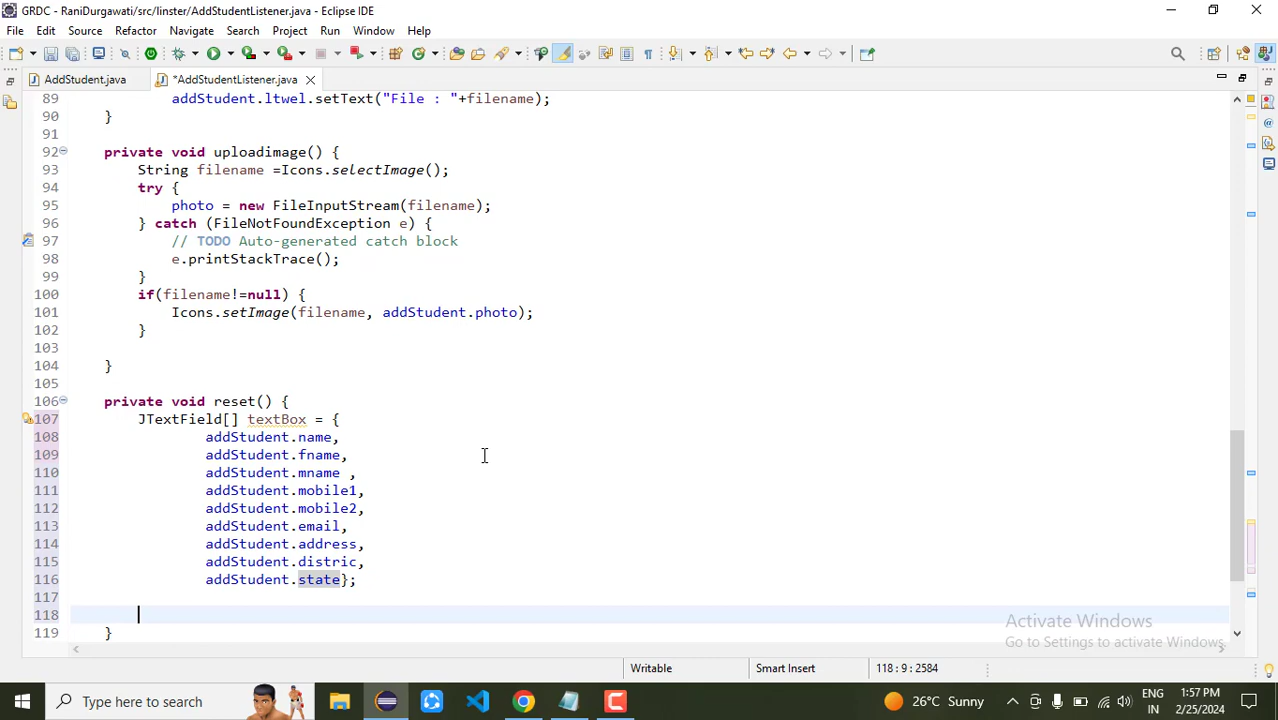 GRDC - RaniDurgawati/src/linster/AddStudentListener.java - Eclipse IDE
File Edit Source Refactor Navigate Search Project Run Window Help
AddStudent.java *AddStudentListener.java
89 addStudent.ltwel.setText("File : "+filename);
90 }
91
92 private void uploadimage() {
93 String filename =Icons.selectImage();
94 try {
95 photo = new FileInputStream(filename);
96 } catch (FileNotFoundException e) {
97 // TODO Auto-generated catch block
98 e.printStackTrace();
99 }
100 if(filename!=null) {
101 Icons.setImage(filename, addStudent.photo);
102 }
103
104 }
105
106 private void reset() {
107 JTextField[] textBox = {
108 addStudent.name,
109 addStudent.fname,
110 addStudent.mname ,
111 addStudent.mobile1,
112 addStudent.mobile2,
113 addStudent.email,
114 addStudent.address,
115 addStudent.distric,
116 addStudent.state};
117
118
119 }
Activate Windows
Go to Settings to activate Windows.
Writable Smart Insert 118 : 9 : 2584
Type here to search 26°C Sunny ENG IN 1:57 PM 2/25/2024